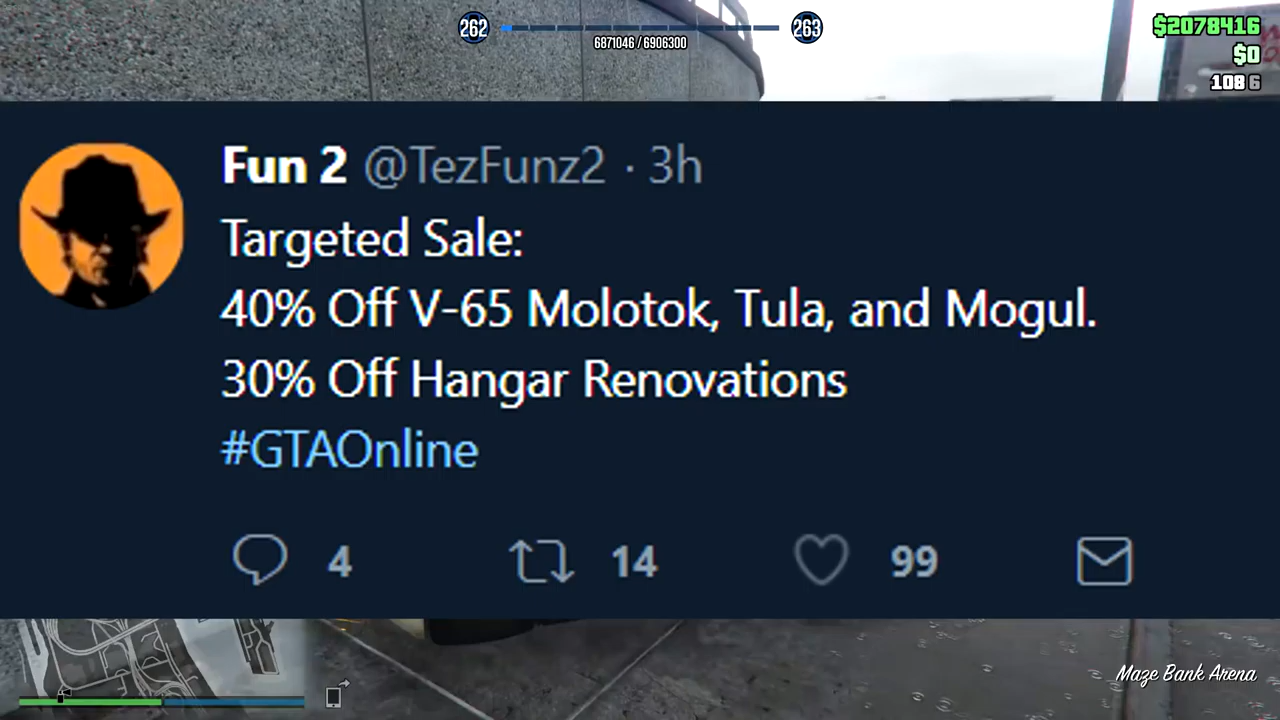 262
263
6871046 / 6906300
$2078416
$0
108 6
Fun 2 @TezFunz2 · 3h
Targeted Sale:
40% Off V-65 Molotok, Tula, and Mogul.
30% Off Hangar Renovations
#GTAOnline
4 14 99
Maze Bank Arena